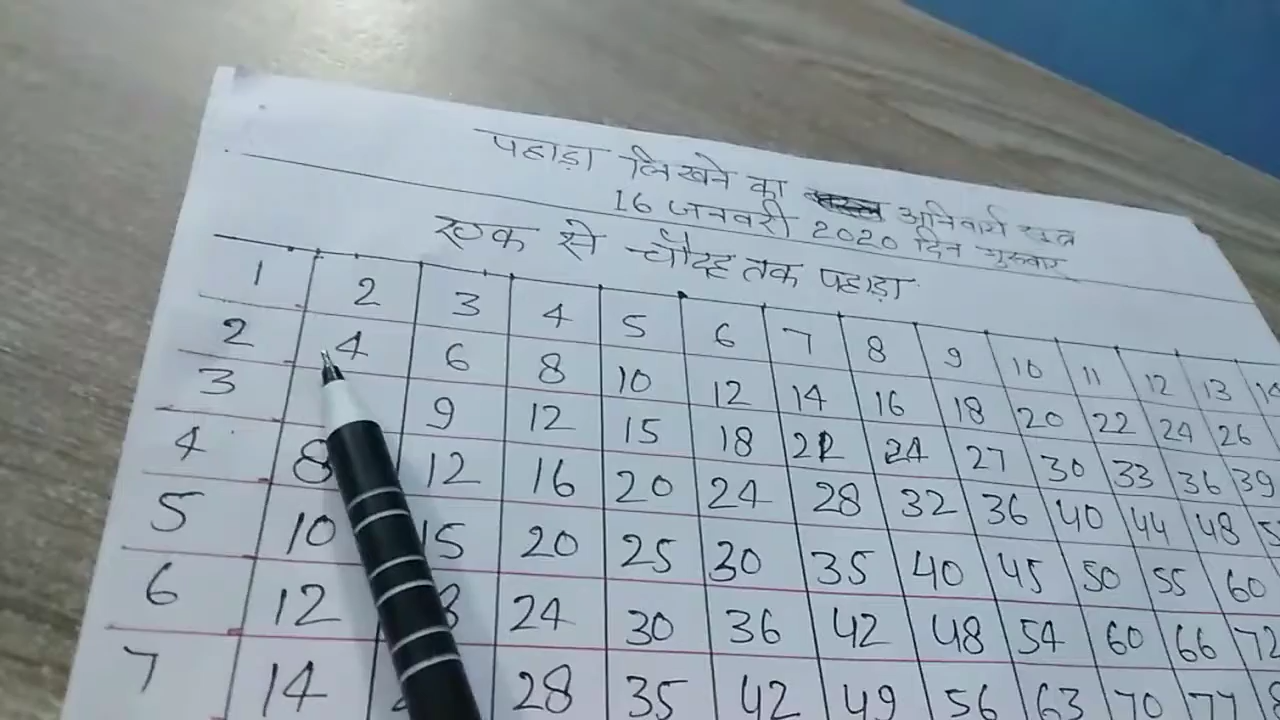 पहाड़ा लिखने का अनिवार्य सूत्र
16 जनवरी 2020 दिन गुरुवार
एक से चौदह तक पहाड़ा
1 2 3 4 5 6 7 8 9 10 11 12 13 14
2 4 6 8 10 12 14 16 18 20 22 24 26
3 9 12 15 18 21 24 27 30 33 36 39
4 8 12 16 20 24 28 32 36 40 44 48
5 10 15 20 25 30 35 40 45 50 55 60
6 12 24 30 36 42 48 54 60 66 72
7 14 28 35 42 49 56 63 70 77